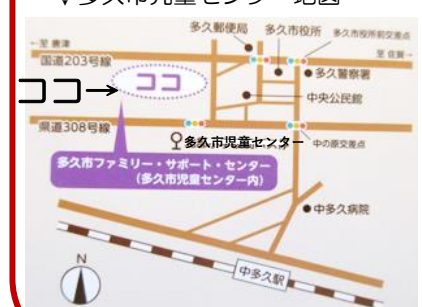 ▽多久市児童センター 地図
多久郵便局
多久市役所
多久市役所前交差点
←至 唐津
至 佐賀→
国道203号線
多久警察署
ココ→
ココ
中央公民館
県道308号線
多久市児童センター
中の原交差点
多久市ファミリー・サポート・センター
（多久市児童センター内）
中多久病院
N
中多久駅